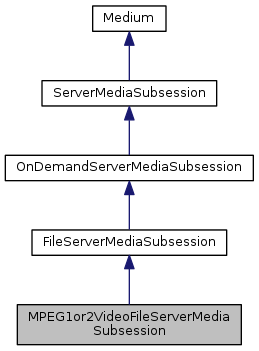 Medium
ServerMediaSubsession
OnDemandServerMediaSubsession
FileServerMediaSubsession
MPEG1or2VideoFileServerMedia
Subsession